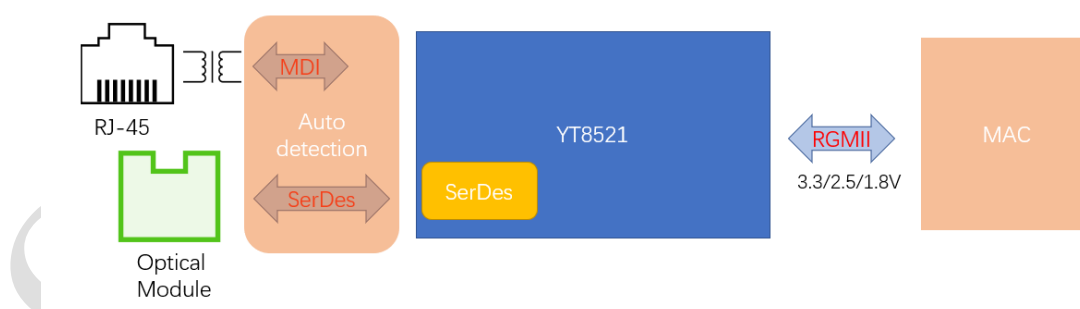 RJ-45
Optical
Module
MDI
Auto
detection
SerDes
YT8521
SerDes
RGMII
3.3/2.5/1.8V
MAC